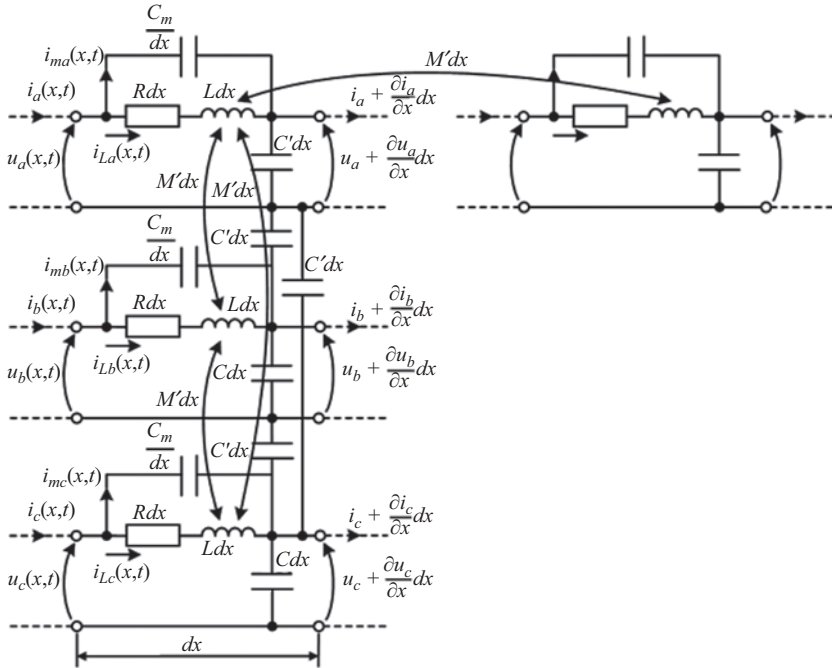 C_m
dx
i_ma(x,t)
M′dx
i_a(x,t)
Rdx
Ldx
i_a + ∂i_a/∂x dx
i_La(x,t)
C′dx
u_a(x,t)
u_a + ∂u_a/∂x dx
M′dx
M′dx
C_m
dx
C′dx
i_mb(x,t)
C′dx
i_b(x,t)
Rdx
Ldx
i_b + ∂i_b/∂x dx
i_Lb(x,t)
u_b(x,t)
Cdx
u_b + ∂u_b/∂x dx
M′dx
C_m
dx
C′dx
i_mc(x,t)
i_c(x,t)
Rdx
i_c + ∂i_c/∂x dx
Ldx
Cdx
i_Lc(x,t)
u_c(x,t)
u_c + ∂u_c/∂x dx
dx